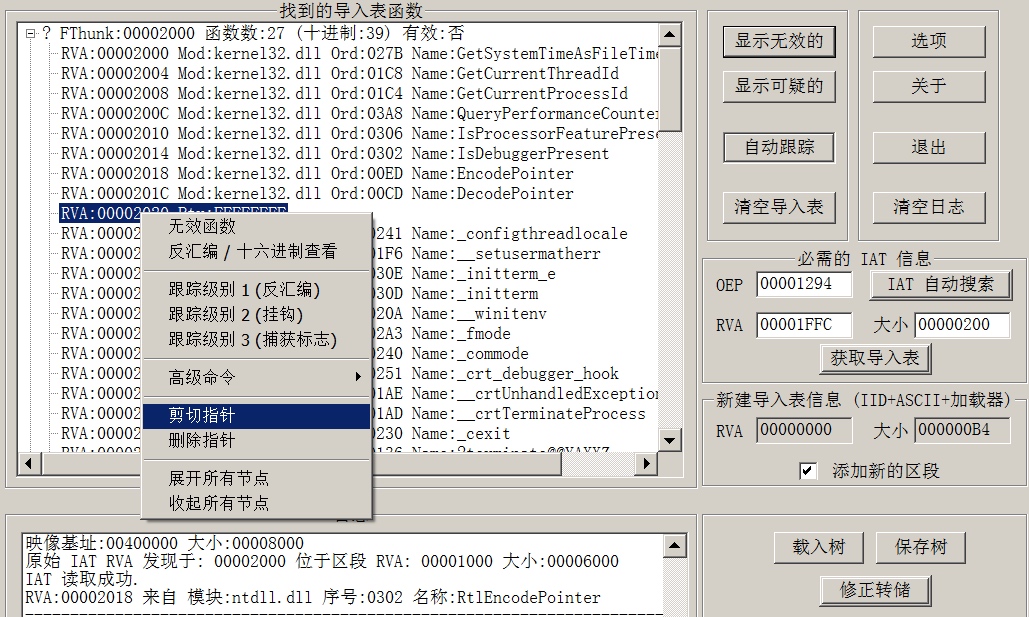 找到的导入表函数
? FThunk:00002000 函数数:27 (十进制:39) 有效:否
RVA:00002000 Mod:kernel32.dll Ord:027B Name:GetSystemTimeAsFileTime
RVA:00002004 Mod:kernel32.dll Ord:01C8 Name:GetCurrentThreadId
RVA:00002008 Mod:kernel32.dll Ord:01C4 Name:GetCurrentProcessId
RVA:0000200C Mod:kernel32.dll Ord:03A8 Name:QueryPerformanceCounter
RVA:00002010 Mod:kernel32.dll Ord:0306 Name:IsProcessorFeaturePrese
RVA:00002014 Mod:kernel32.dll Ord:0302 Name:IsDebuggerPresent
RVA:00002018 Mod:kernel32.dll Ord:00ED Name:EncodePointer
RVA:0000201C Mod:kernel32.dll Ord:00CD Name:DecodePointer
RVA:00002020 Ptr:FFFFFFFF
RVA:00002 0241 Name:_configthreadlocale
RVA:00002 01F6 Name:__setusermatherr
RVA:00002 030E Name:_initterm_e
RVA:00002 030D Name:_initterm
RVA:00002 020A Name:__winitenv
RVA:00002 02A3 Name:_fmode
RVA:00002 0240 Name:_commode
RVA:00002 0251 Name:_crt_debugger_hook
RVA:00002 01AE Name:__crtUnhandledException
RVA:00002 01AD Name:__crtTerminateProcess
RVA:00002 0230 Name:_cexit
无效函数
反汇编 / 十六进制查看
跟踪级别 1 (反汇编)
跟踪级别 2 (挂钩)
跟踪级别 3 (捕获标志)
高级命令
剪切指针
删除指针
展开所有节点
收起所有节点
显示无效的
显示可疑的
自动跟踪
清空导入表
选项
关于
退出
清空日志
必需的 IAT 信息
OEP 00001294 IAT 自动搜索
RVA 00001FFC 大小 00000200
获取导入表
新建导入表信息 (IID+ASCII+加载器)
RVA 00000000 大小 000000B4
添加新的区段
映像基址:00400000 大小:00008000
原始 IAT RVA 发现于: 00002000 位于区段 RVA: 00001000 大小:00006000
IAT 读取成功.
RVA:00002018 来自 模块:ntdll.dll 序号:0302 名称:RtlEncodePointer
载入树 保存树
修正转储